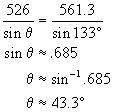 526/sin θ = 561.3/sin 133°
sin θ ≈ .685
θ ≈ sin⁻¹ .685
θ ≈ 43.3°